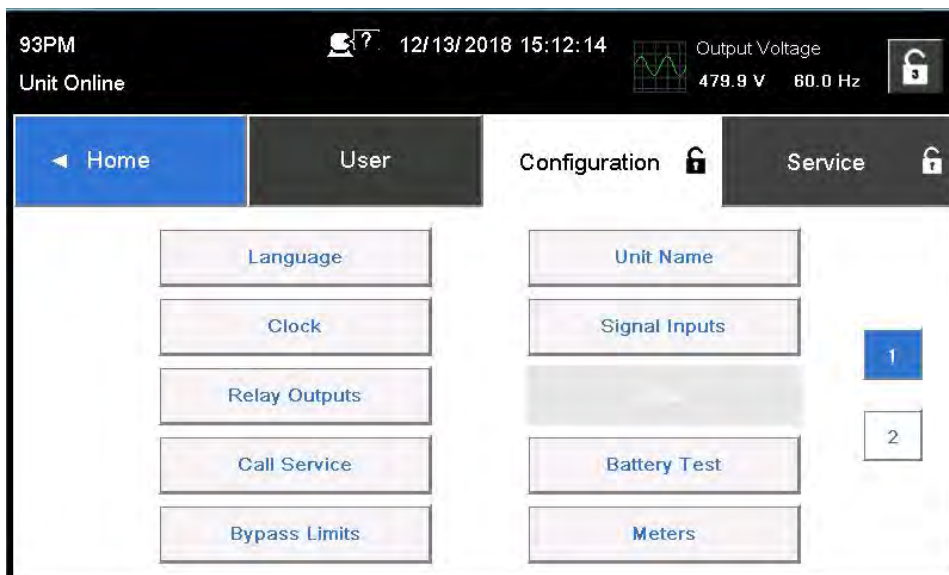 93PM
Unit Online
?
12/13/2018 15:12:14
Output Voltage
479.9 V 60.0 Hz
3
◄ Home
User
Configuration
Service
Language
Unit Name
Clock
Signal Inputs
Relay Outputs
Call Service
Battery Test
Bypass Limits
Meters
1
2